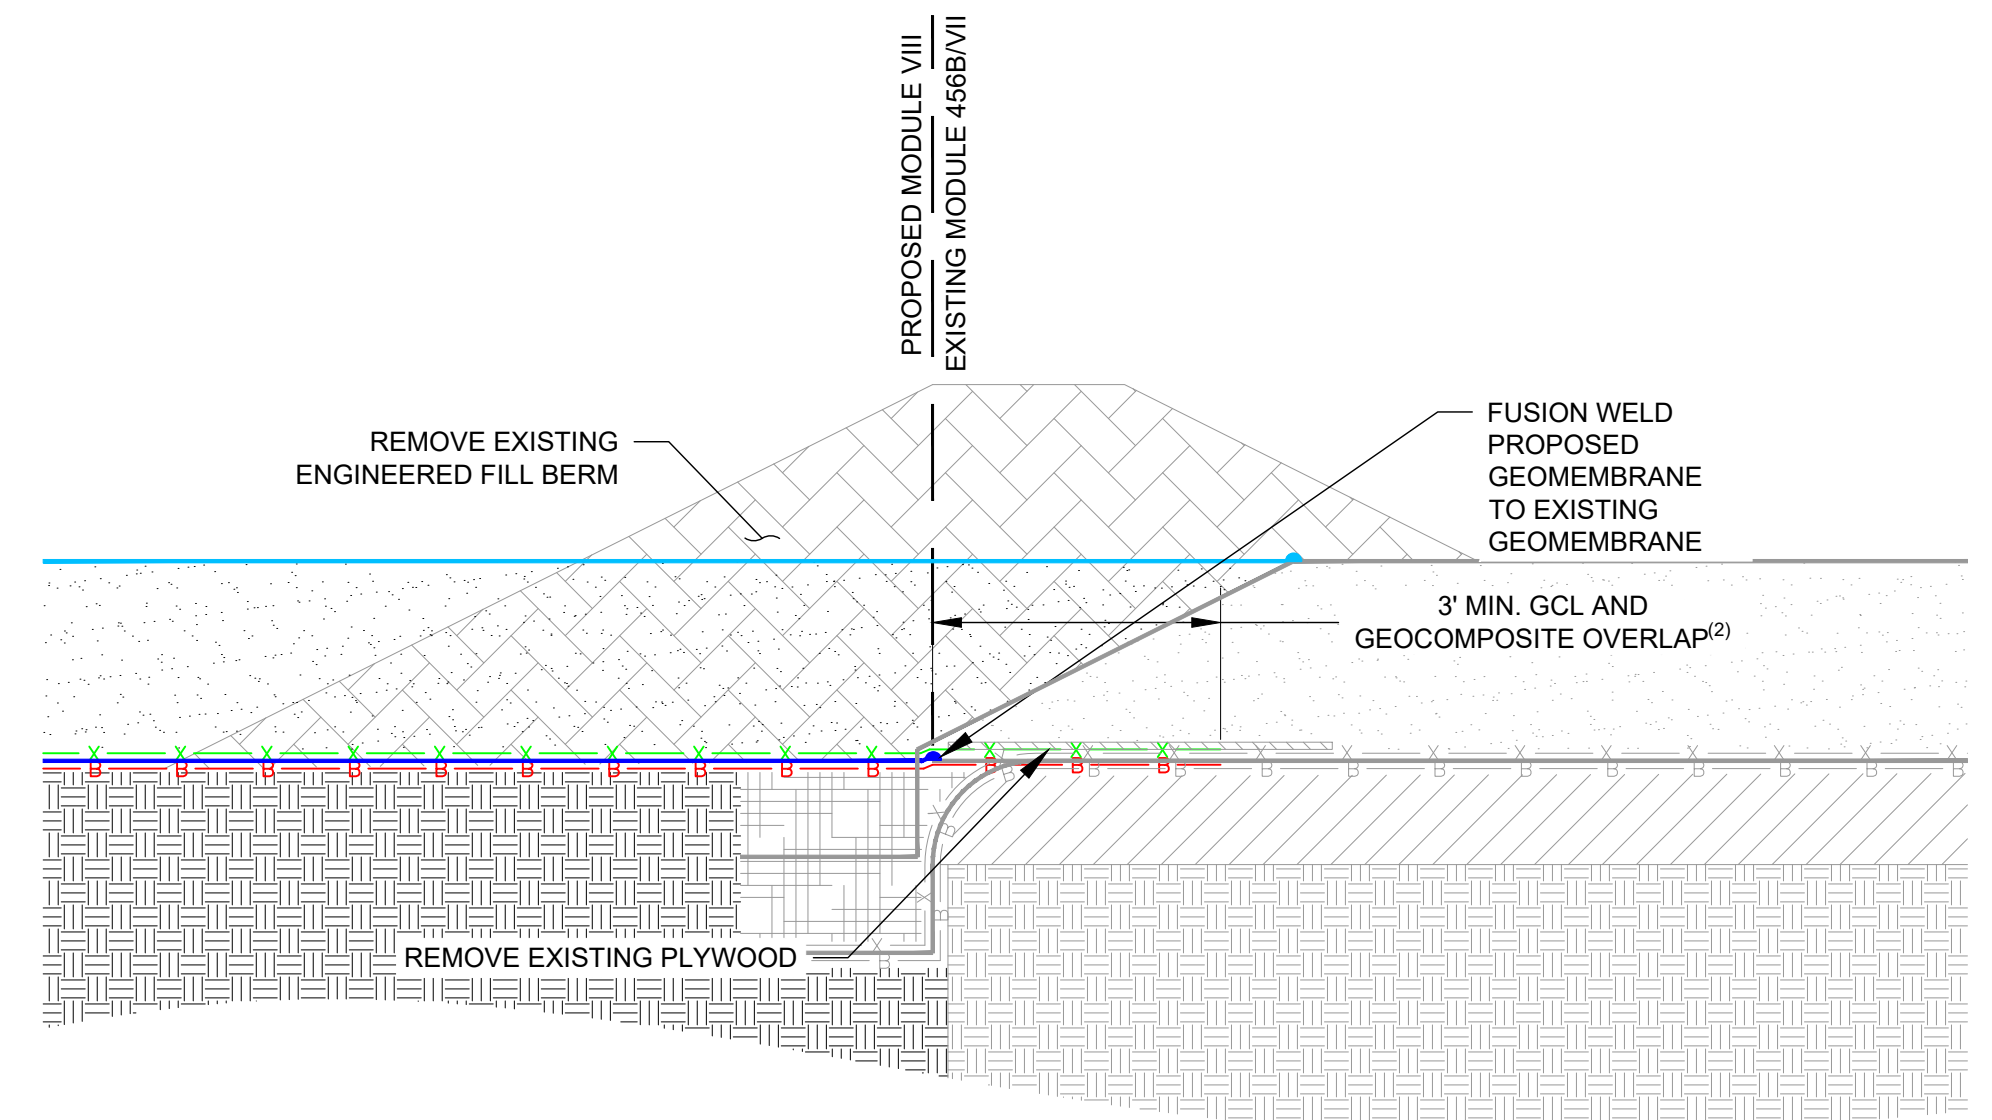 PROPOSED MODULE VIII
EXISTING MODULE 456B/VII
REMOVE EXISTING
ENGINEERED FILL BERM
FUSION WELD
PROPOSED
GEOMEMBRANE
TO EXISTING
GEOMEMBRANE
3' MIN. GCL AND
GEOCOMPOSITE OVERLAP(2)
X X X X X X X X X X X X X
B B B B B B B B B B B B B
REMOVE EXISTING PLYWOOD